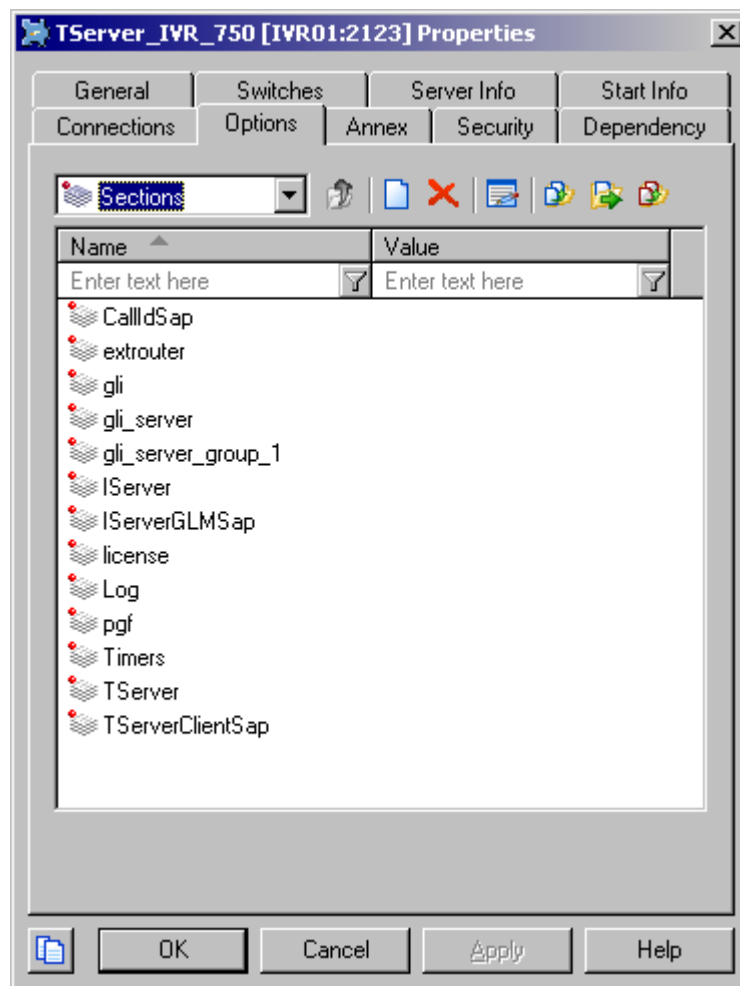 TServer_IVR_750 [IVR01:2123] Properties
General Switches Server Info Start Info
Connections Options Annex Security Dependency
Sections
Name Value
Enter text here Enter text here
CallIdSap
extrouter
gli
gli_server
gli_server_group_1
IServer
IServerGLMSap
license
Log
pgf
Timers
TServer
TServerClientSap
OK Cancel Apply Help